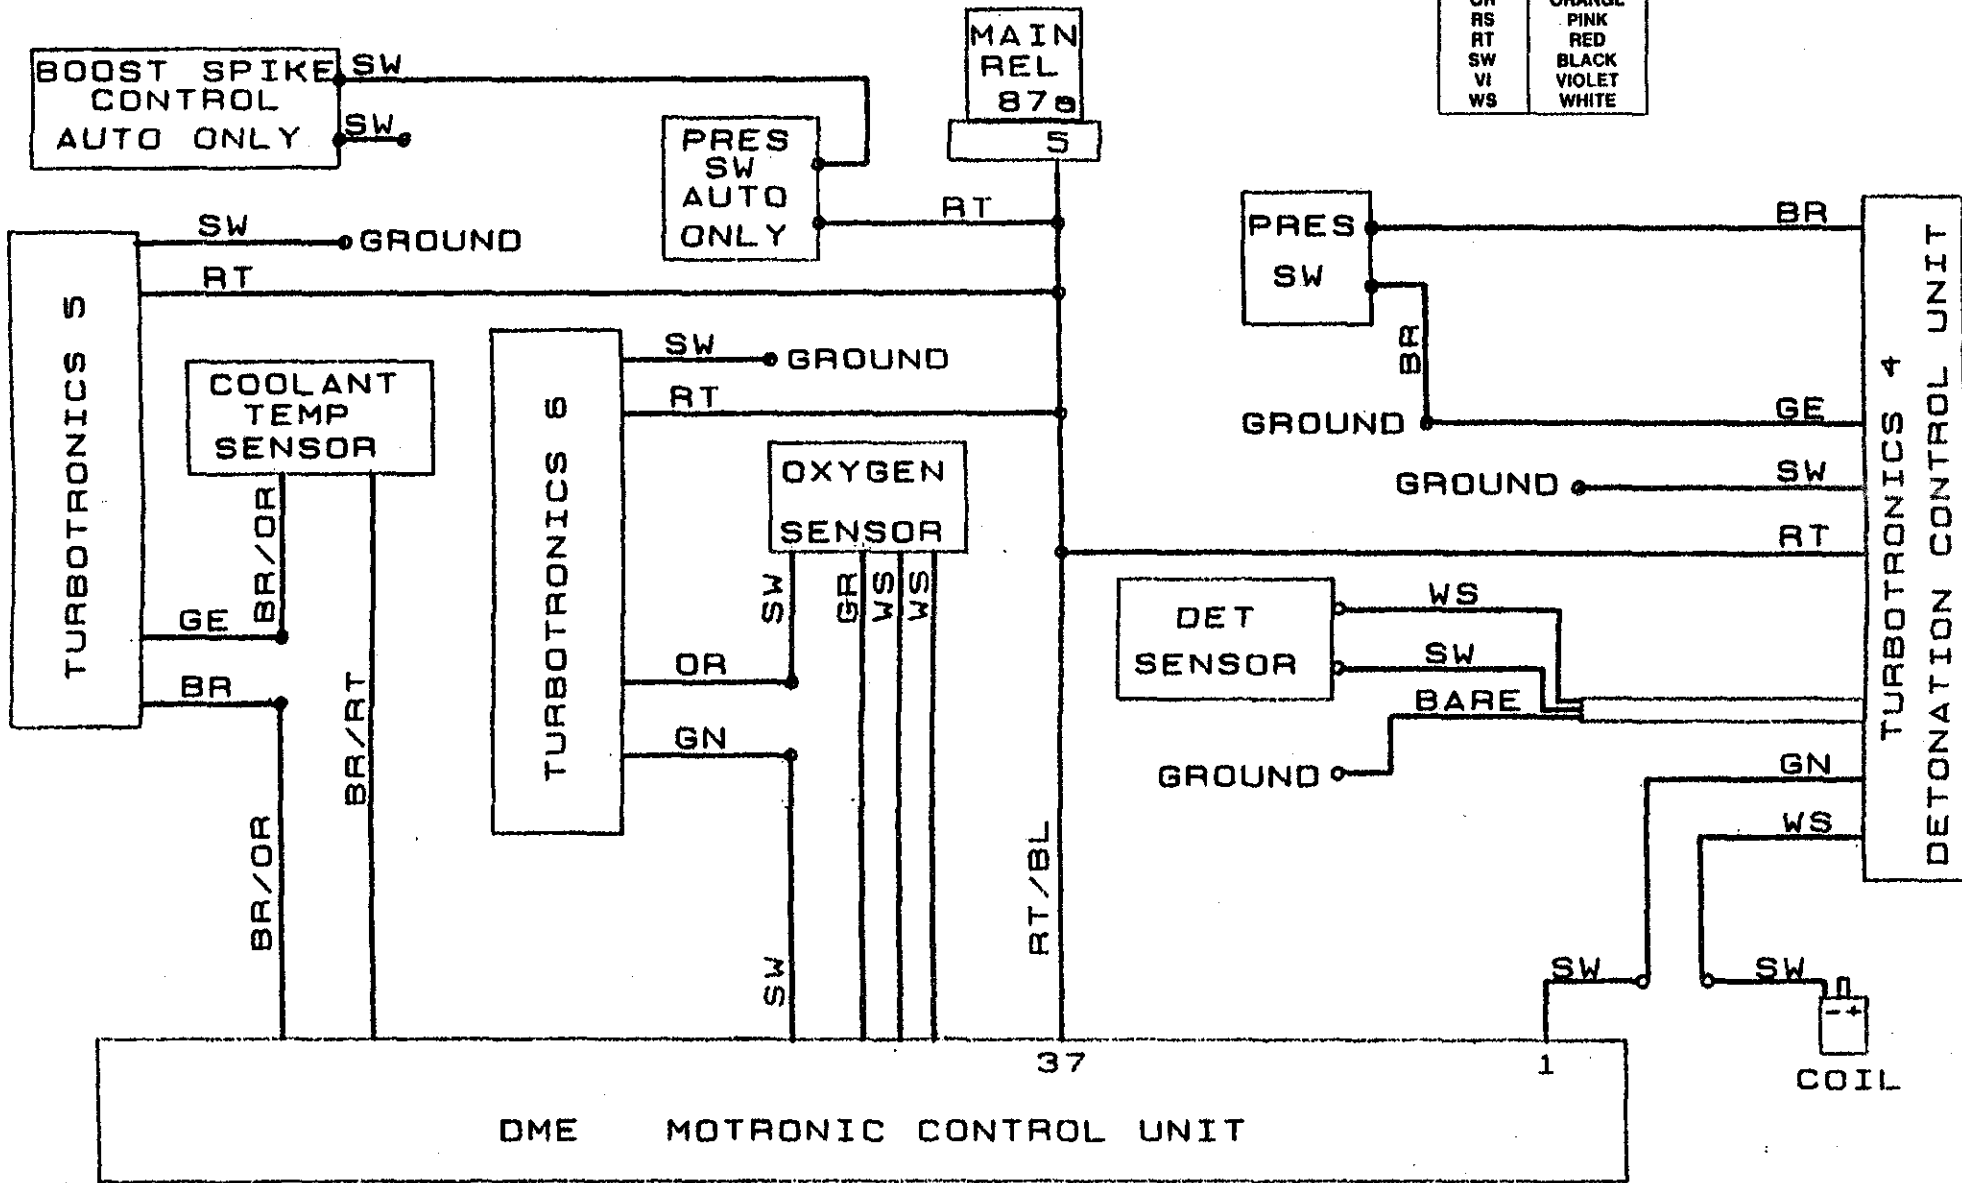 RS PINK
RT RED
SW BLACK
VI VIOLET
WS WHITE
MAIN
REL
87a
5
BOOST SPIKE
CONTROL
AUTO ONLY
SW
SW
PRES
SW
AUTO
ONLY
RT
TURBOTRONICS 5
SW
GROUND
RT
COOLANT
TEMP
SENSOR
BR/OR
GE
BR
BR/RT
BR/OR
TURBOTRONICS 6
SW
GROUND
RT
OXYGEN
SENSOR
SW
GR
WS
WS
OR
GN
SW
RT/BL
PRES
SW
BR
BR
GROUND
GE
GROUND
SW
RT
DET
SENSOR
WS
SW
BARE
GROUND
GN
WS
TURBOTRONICS 4
DETONATION CONTROL UNIT
SW
SW
- +
COIL
37
1
DME MOTRONIC CONTROL UNIT